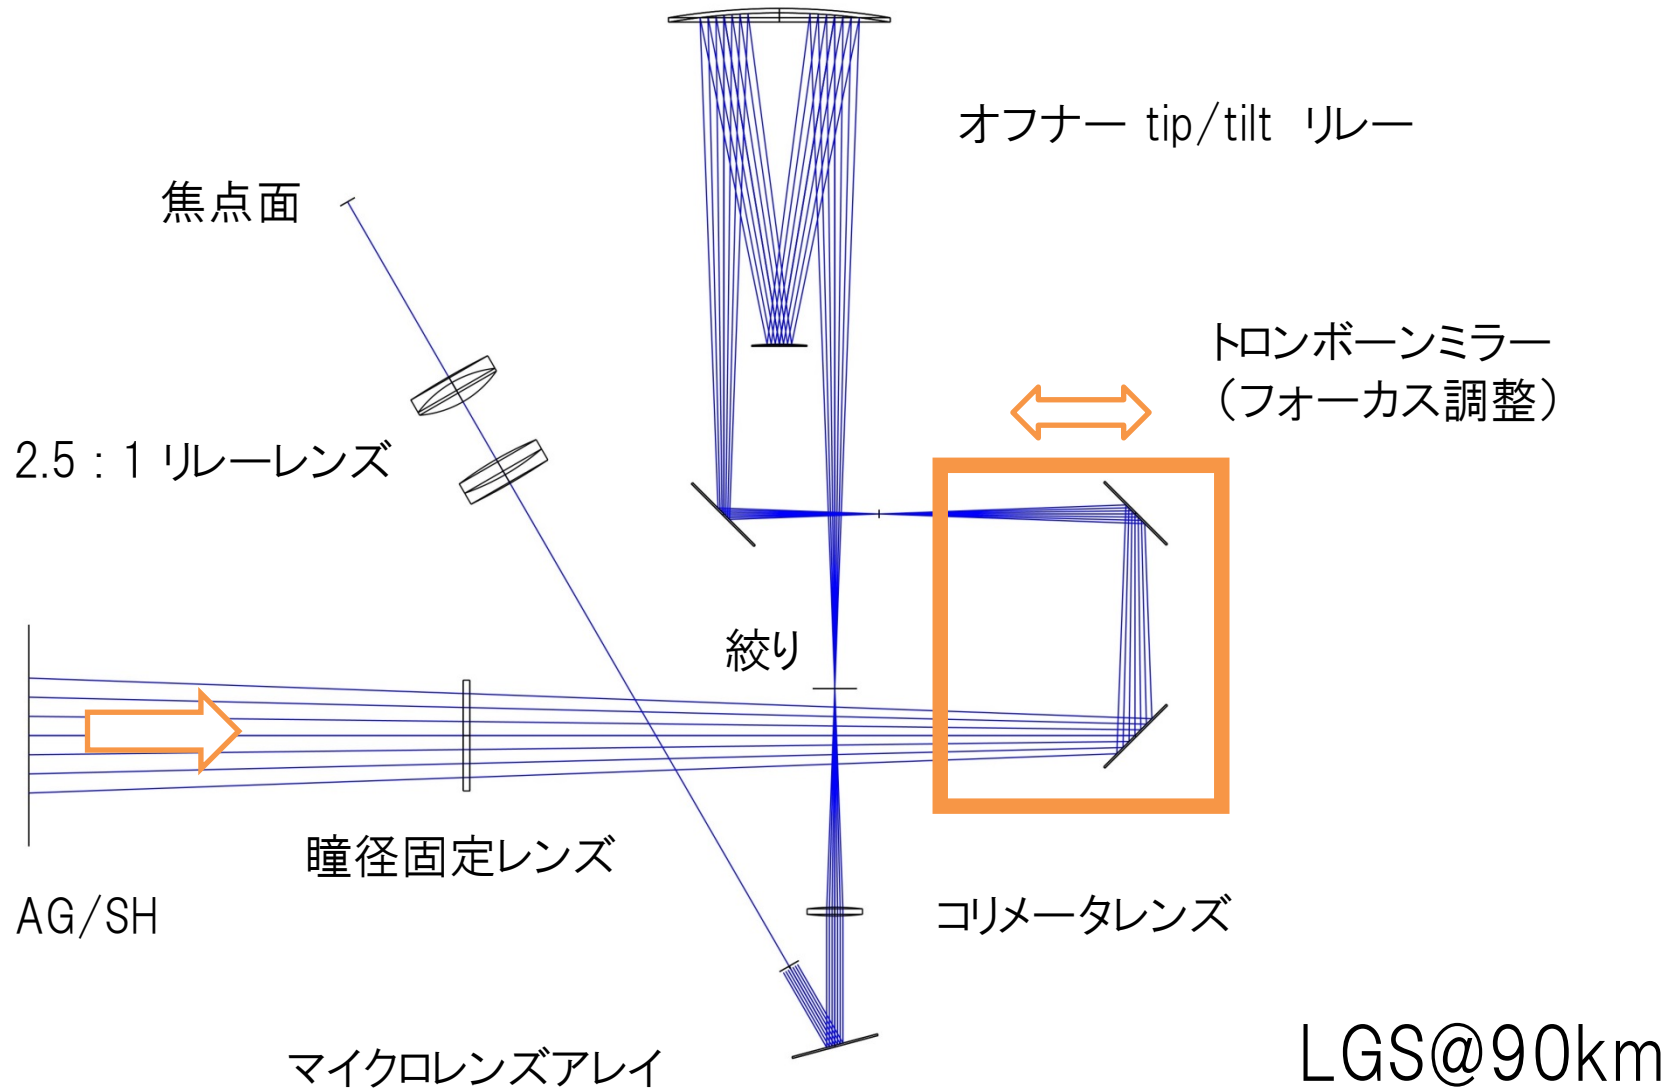 オフナー tip/tilt リレー
焦点面
トロンボーンミラー
（フォーカス調整）
2.5：1 リレーレンズ
絞り
瞳径固定レンズ
AG/SH
コリメータレンズ
マイクロレンズアレイ
LGS@90km